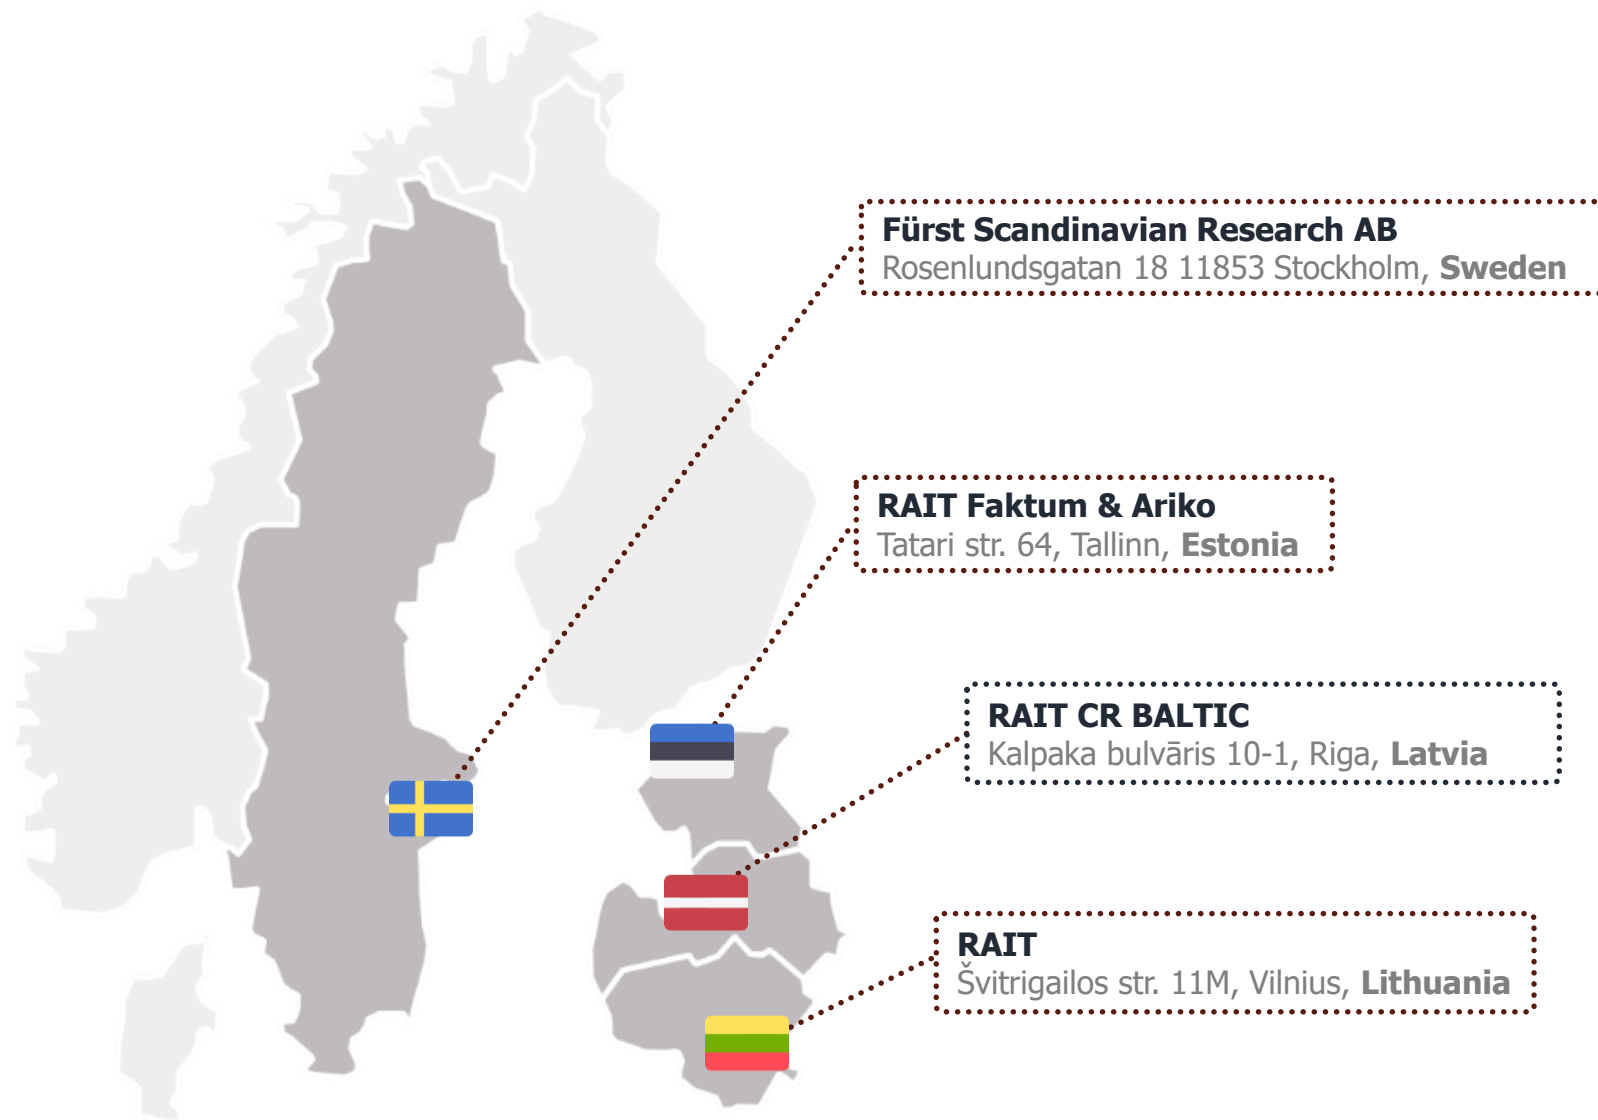 Fürst Scandinavian Research AB
Rosenlundsgatan 18 11853 Stockholm, Sweden
RAIT Faktum & Ariko
Tatari str. 64, Tallinn, Estonia
RAIT CR BALTIC
Kalpaka bulvāris 10-1, Riga, Latvia
RAIT
Švitrigailos str. 11M, Vilnius, Lithuania